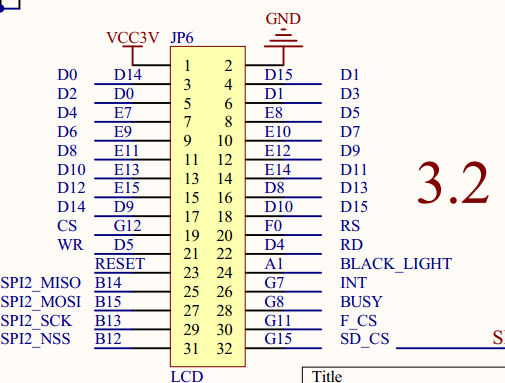 GND
VCC3V JP6
1 2
D0 D14 3 4 D15 D1
D2 D0 5 6 D1 D3
D4 E7 7 8 E8 D5
D6 E9 9 10 E10 D7
D8 E11 11 12 E12 D9
D10 E13 13 14 E14 D11
D12 E15 15 16 D8 D13
D14 D9 17 18 D10 D15
CS G12 19 20 F0 RS
WR D5 21 22 D4 RD
RESET 23 24 A1 BLACK_LIGHT
SPI2_MISO B14 25 26 G7 INT
SPI2_MOSI B15 27 28 G8 BUSY
SPI2_SCK B13 29 30 G11 F_CS
SPI2_NSS B12 31 32 G15 SD_CS
3.2
LCD
Title